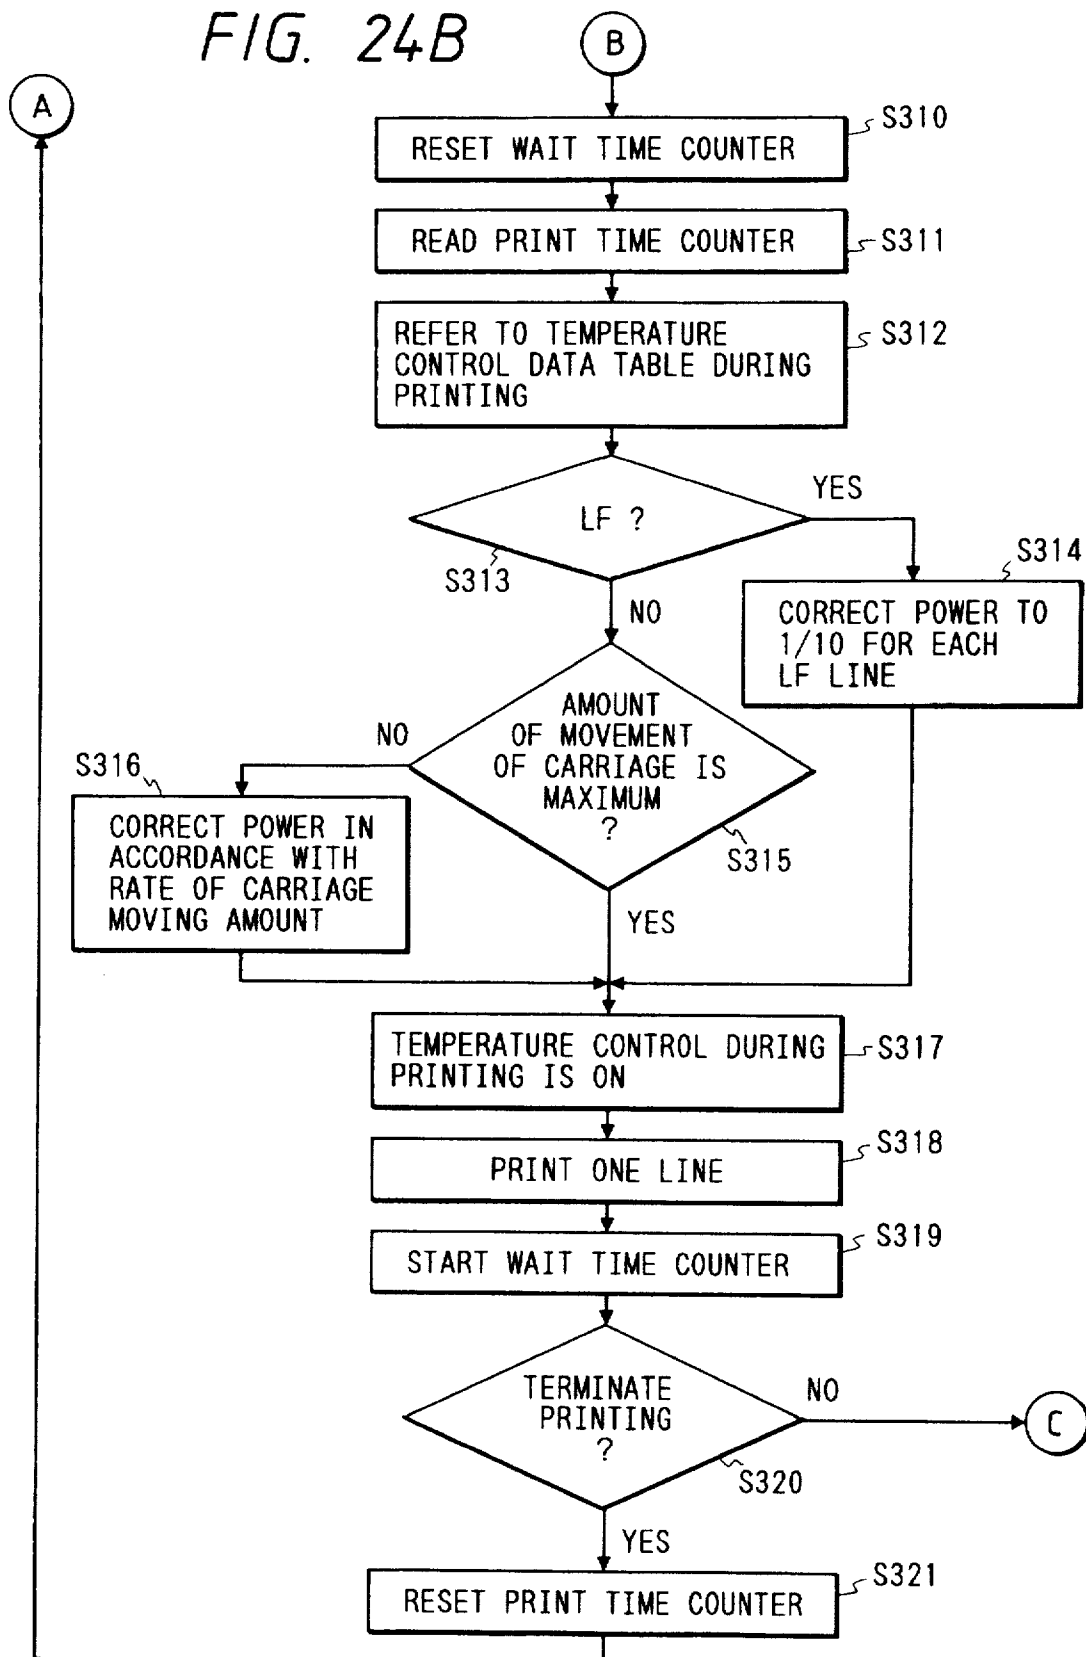 FIG. 24B
B
A
RESET WAIT TIME COUNTER
S310
READ PRINT TIME COUNTER
S311
REFER TO TEMPERATURE
CONTROL DATA TABLE DURING
PRINTING
S312
LF ?
YES
S313
NO
S314
CORRECT POWER TO
1/10 FOR EACH
LF LINE
AMOUNT
OF MOVEMENT
OF CARRIAGE IS
MAXIMUM
?
NO
S315
YES
S316
CORRECT POWER IN
ACCORDANCE WITH
RATE OF CARRIAGE
MOVING AMOUNT
TEMPERATURE CONTROL DURING
PRINTING IS ON
S317
PRINT ONE LINE
S318
START WAIT TIME COUNTER
S319
TERMINATE
PRINTING
?
NO
C
S320
YES
RESET PRINT TIME COUNTER
S321